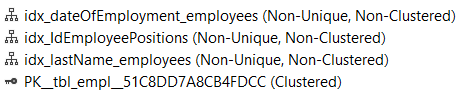 idx_dateOfEmployment_employees (Non-Unique, Non-Clustered)
idx_IdEmployeePositions (Non-Unique, Non-Clustered)
idx_lastName_employees (Non-Unique, Non-Clustered)
PK__tbl_empl__51C8DD7A8CB4FDCC (Clustered)